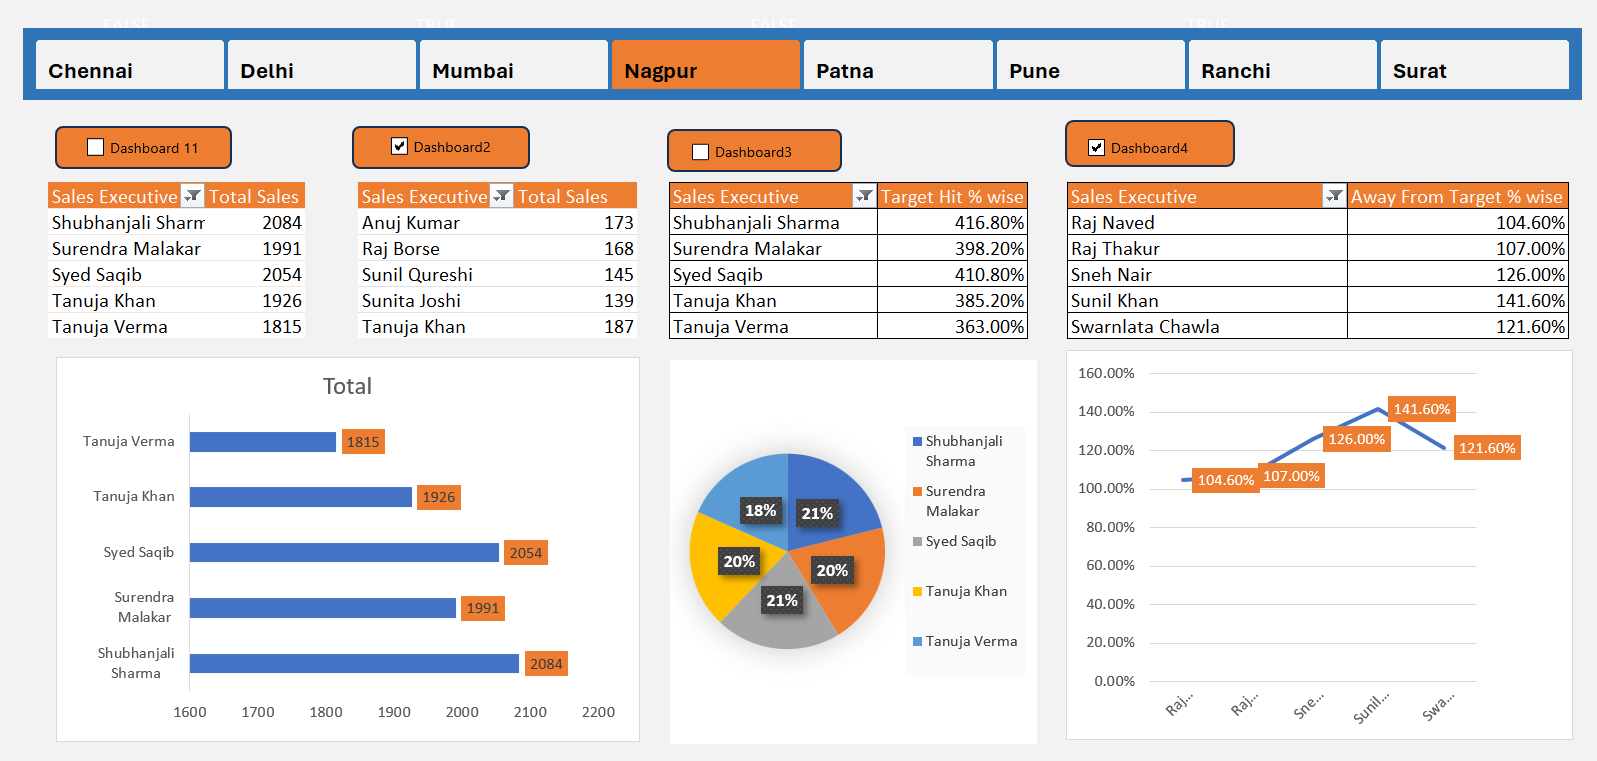 FALSE TRUE FALSE TRUE
Chennai Delhi Mumbai Nagpur Patna Pune Ranchi Surat
Dashboard 11 Dashboard2 Dashboard3 Dashboard4
Sales Executive Total Sales
Shubhanjali Sharm 2084
Surendra Malakar 1991
Syed Saqib 2054
Tanuja Khan 1926
Tanuja Verma 1815
Sales Executive Total Sales
Anuj Kumar 173
Raj Borse 168
Sunil Qureshi 145
Sunita Joshi 139
Tanuja Khan 187
Sales Executive Target Hit % wise
Shubhanjali Sharma 416.80%
Surendra Malakar 398.20%
Syed Saqib 410.80%
Tanuja Khan 385.20%
Tanuja Verma 363.00%
Sales Executive Away From Target % wise
Raj Naved 104.60%
Raj Thakur 107.00%
Sneh Nair 126.00%
Sunil Khan 141.60%
Swarnlata Chawla 121.60%
Total
Tanuja Verma 1815
Tanuja Khan 1926
Syed Saqib 2054
Surendra
Malakar 1991
Shubhanjali
Sharma 2084
1600 1700 1800 1900 2000 2100 2200
18% 21%
20% 20%
21%
Shubhanjali
Sharma
Surendra
Malakar
Syed Saqib
Tanuja Khan
Tanuja Verma
160.00%
140.00%
120.00%
100.00%
80.00%
60.00%
40.00%
20.00%
0.00%
104.60% 107.00% 126.00% 141.60% 121.60%
Raj... Raj... Sne... Sunil... Swa...